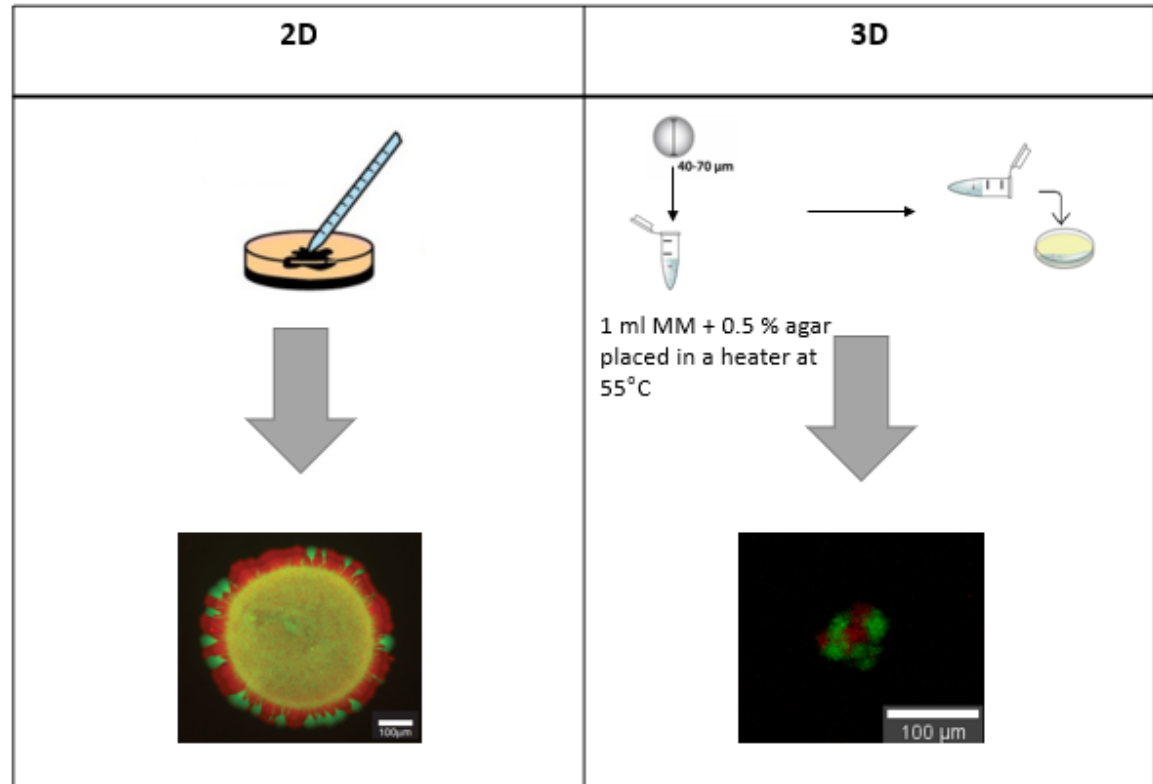 2D
3D
40-70 µm
1 ml MM + 0.5 % agar
placed in a heater at
55°C
100µm
100 µm